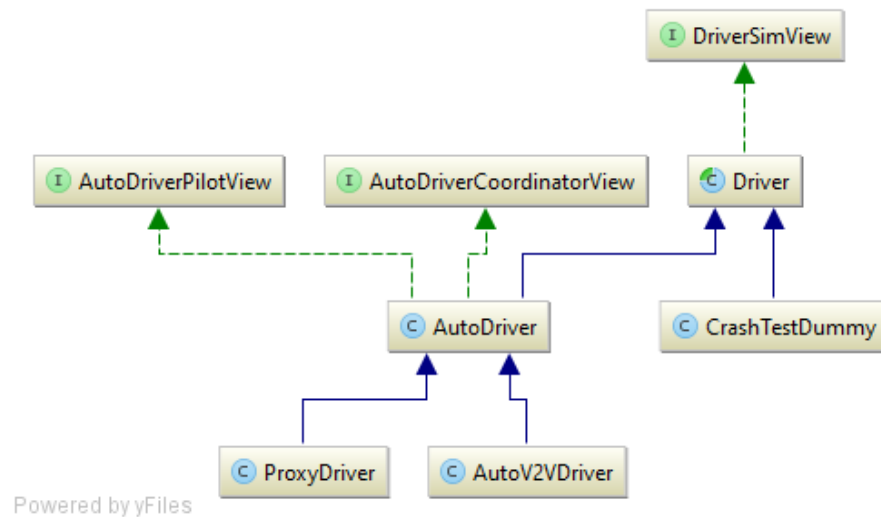 I DriverSimView
I AutoDriverPilotView
I AutoDriverCoordinatorView
C Driver
C AutoDriver
C CrashTestDummy
C ProxyDriver
C AutoV2VDriver
Powered by yFiles